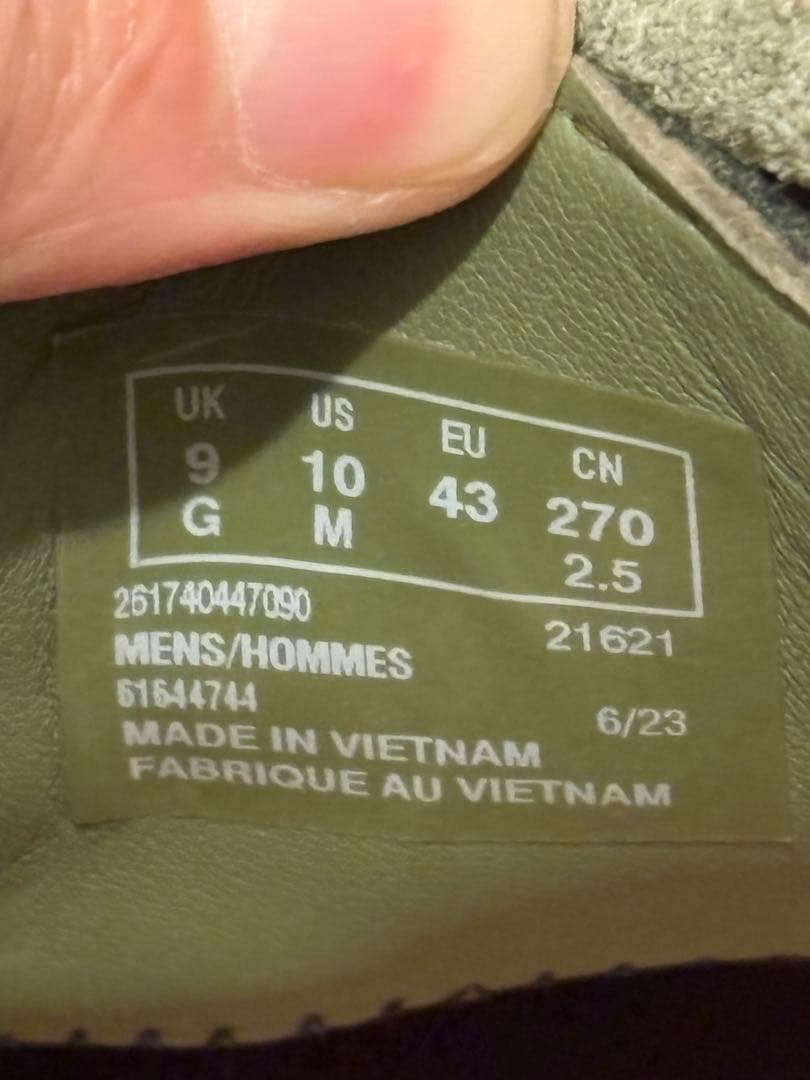 UK US EU CN
9 10 43 270
G M 2.5
261740447090 21621
MENS/HOMMES
61644744 6/23
MADE IN VIETNAM
FABRIQUE AU VIETNAM